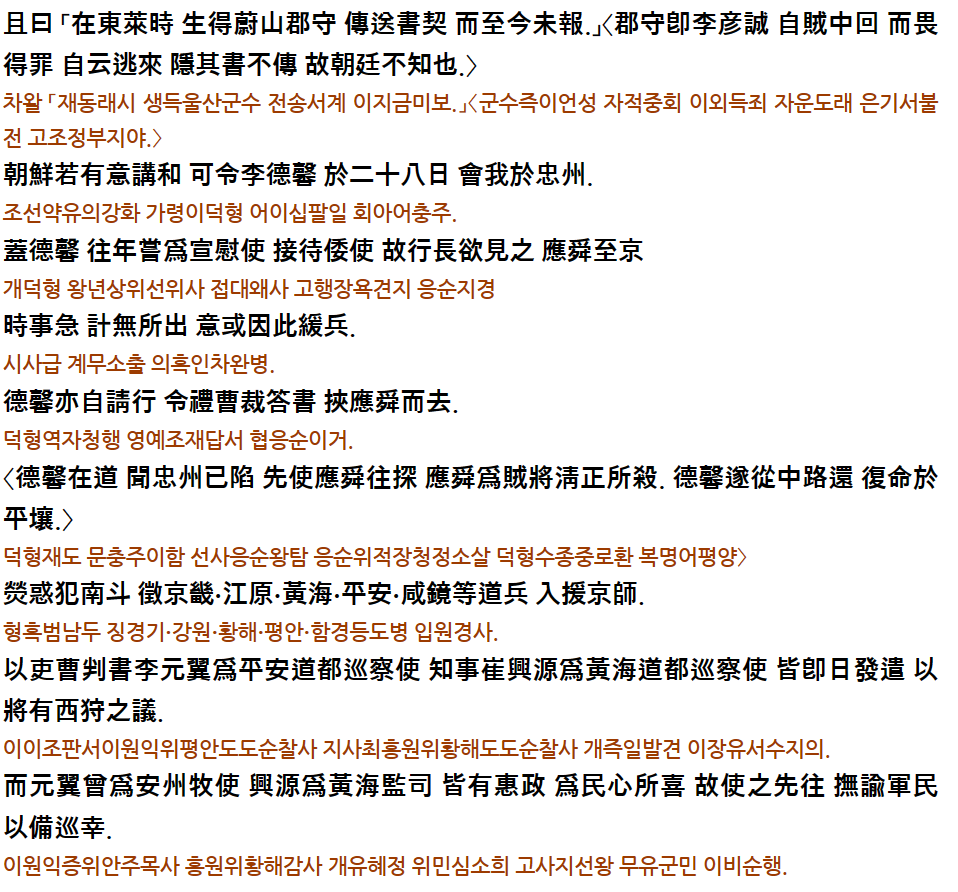 且曰「在東萊時 生得蔚山郡守 傳送書契 而至今未報.」〈郡守卽李彦誠 自賊中回 而畏
得罪 自云逃來 隱其書不傳 故朝廷不知也.〉
차왈「재동래시 생득울산군수 전송서계 이지금미보.」〈군수즉이언성 자적중회 이외득죄 자운도래 은기서불
전 고조정부지야.〉
朝鮮若有意講和 可令李德馨 於二十八日 會我於忠州.
조선약유의강화 가령이덕형 어이십팔일 회아어충주.
蓋德馨 往年嘗爲宣慰使 接待倭使 故行長欲見之 應舜至京
개덕형 왕년상위선위사 접대왜사 고행장욕견지 응순지경
時事急 計無所出 意或因此緩兵.
시사급 계무소출 의혹인차완병.
德馨亦自請行 令禮曹裁答書 挾應舜而去.
덕형역자청행 영예조재답서 협응순이거.
〈德馨在道 聞忠州已陷 先使應舜往探 應舜爲賊將淸正所殺. 德馨遂從中路還 復命於
平壤.〉
덕형재도 문충주이함 선사응순왕탐 응순위적장청정소살 덕형수종중로환 복명어평양〉
熒惑犯南斗 徵京畿·江原·黃海·平安·咸鏡等道兵 入援京師.
형혹범남두 징경기·강원·황해·평안·함경등도병 입원경사.
以吏曹判書李元翼爲平安道都巡察使 知事崔興源爲黃海道都巡察使 皆卽日發遣 以
將有西狩之議.
이이조판서이원익위평안도도순찰사 지사최흥원위황해도도순찰사 개즉일발견 이장유서수지의.
而元翼曾爲安州牧使 興源爲黃海監司 皆有惠政 爲民心所喜 故使之先往 撫諭軍民
以備巡幸.
이원익증위안주목사 흥원위황해감사 개유혜정 위민심소희 고사지선왕 무유군민 이비순행.